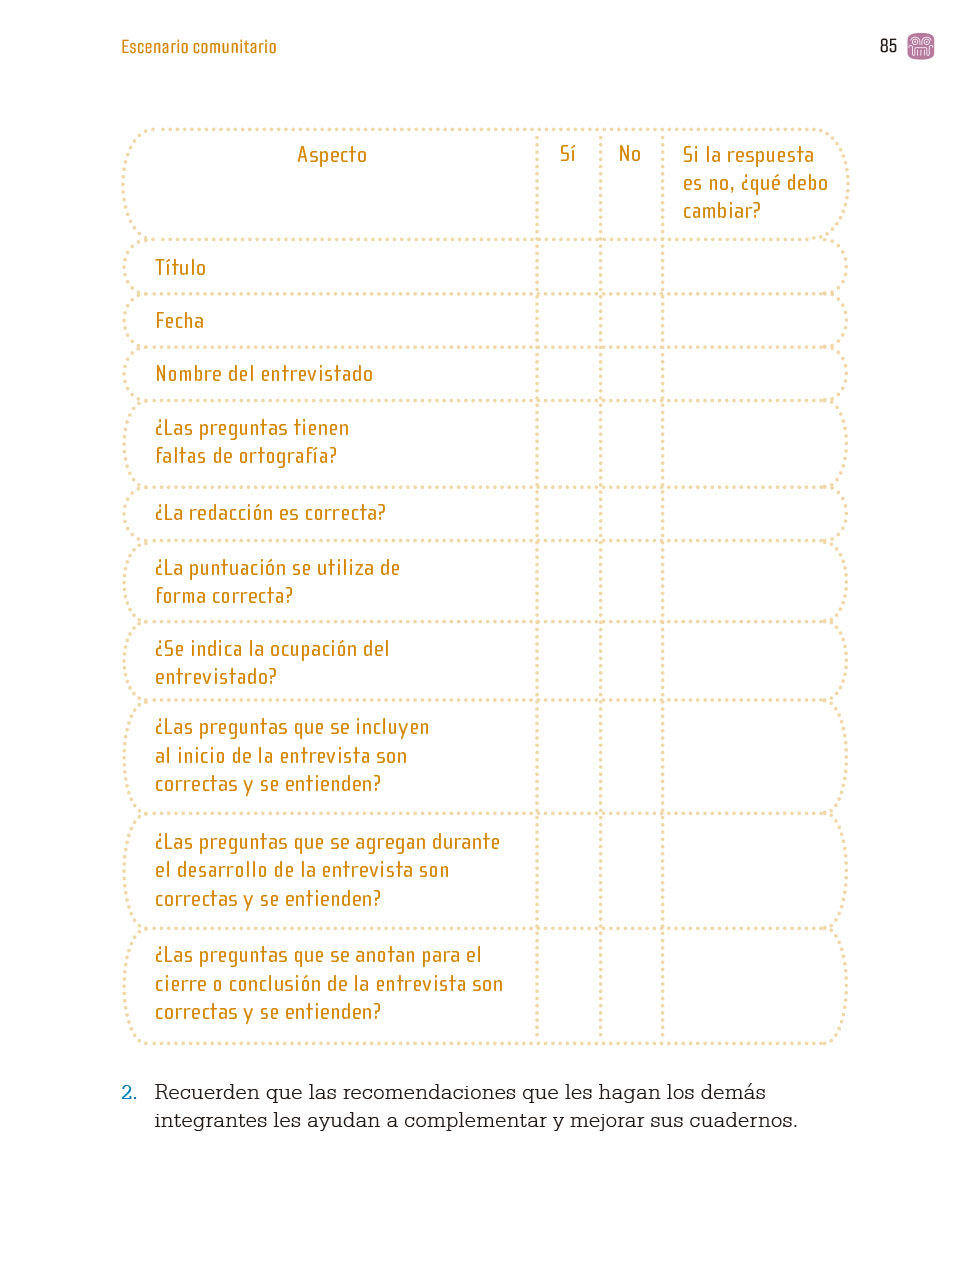 Escenario comunitario
85
Aspecto
Sí
No
Si la respuesta
es no, ¿qué debo
cambiar?
Título
Fecha
Nombre del entrevistado
¿Las preguntas tienen
faltas de ortografía?
¿La redacción es correcta?
¿La puntuación se utiliza de
forma correcta?
¿Se indica la ocupación del
entrevistado?
¿Las preguntas que se incluyen
al inicio de la entrevista son
correctas y se entienden?
¿Las preguntas que se agregan durante
el desarrollo de la entrevista son
correctas y se entienden?
¿Las preguntas que se anotan para el
cierre o conclusión de la entrevista son
correctas y se entienden?
2. Recuerden que las recomendaciones que les hagan los demás
integrantes les ayudan a complementar y mejorar sus cuadernos.